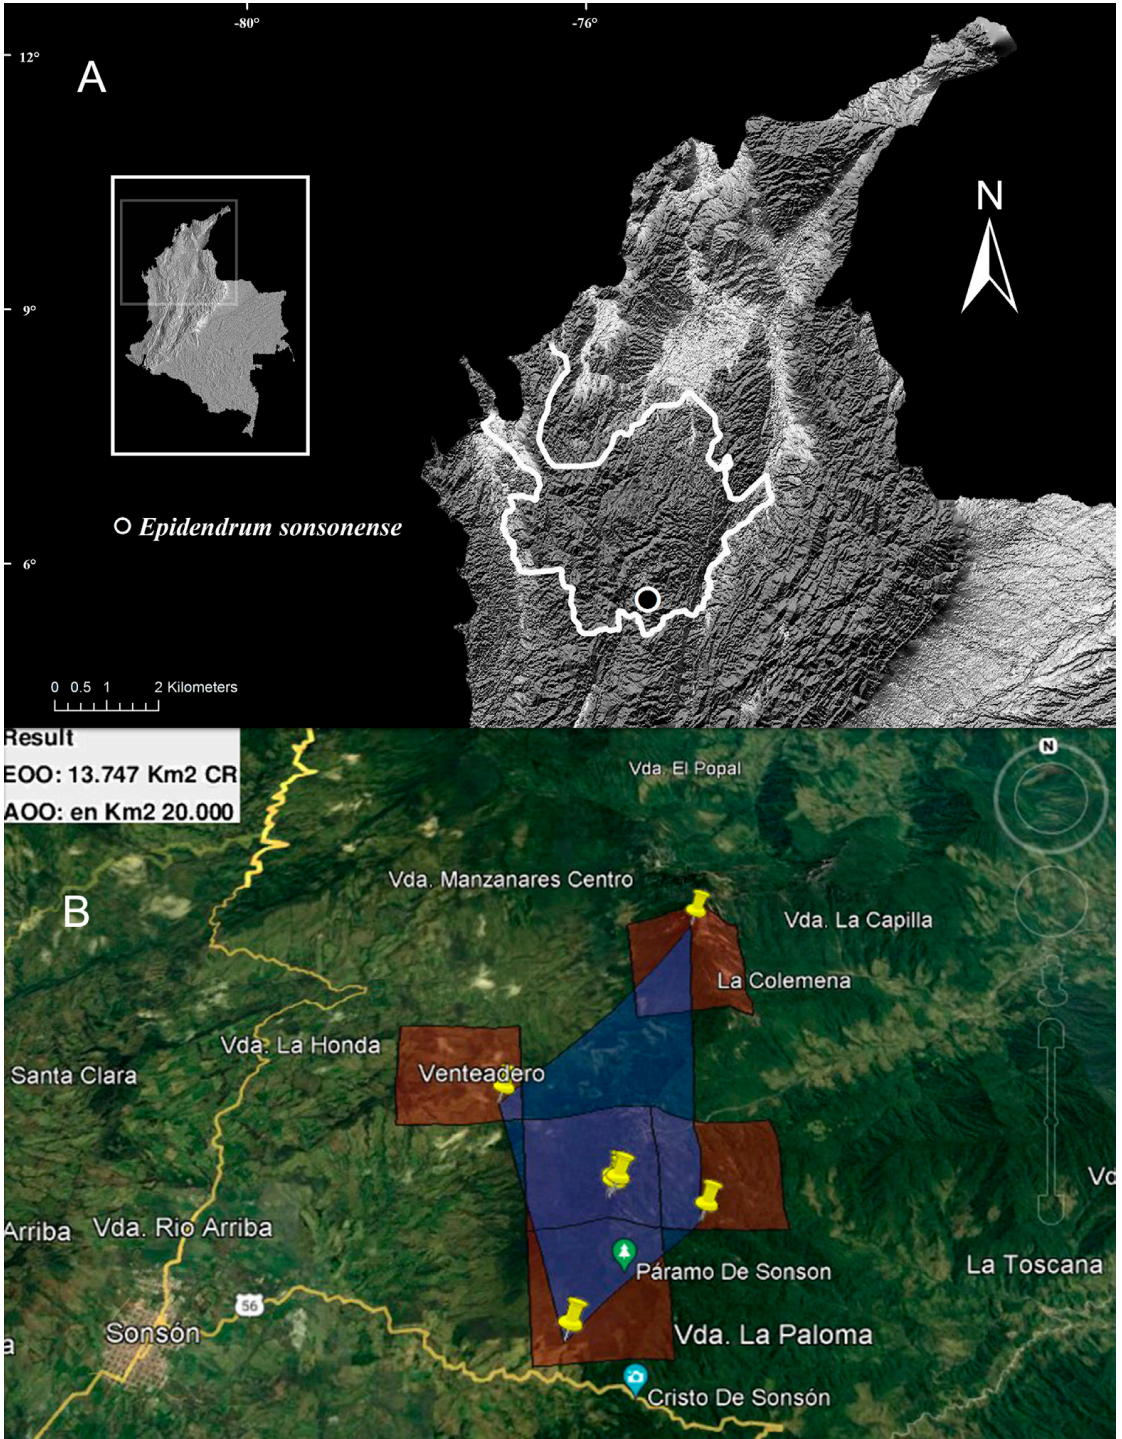 -80°
-76°
12°
A
N
9°
Epidendrum sonsonense
6°
0 0.5 1 2 Kilometers
Result
EOO: 13.747 Km2 CR
AOO: en Km2 20.000
N
Vda. El Popal
Vda. Manzanares Centro
B
Vda. La Capilla
La Colemena
Vda. La Honda
Santa Clara
Venteadero
Vd
Arriba
Vda. Rio Arriba
La Toscana
Páramo De Sonson
56
Sonsón
Vda. La Paloma
a
Cristo De Sonsón